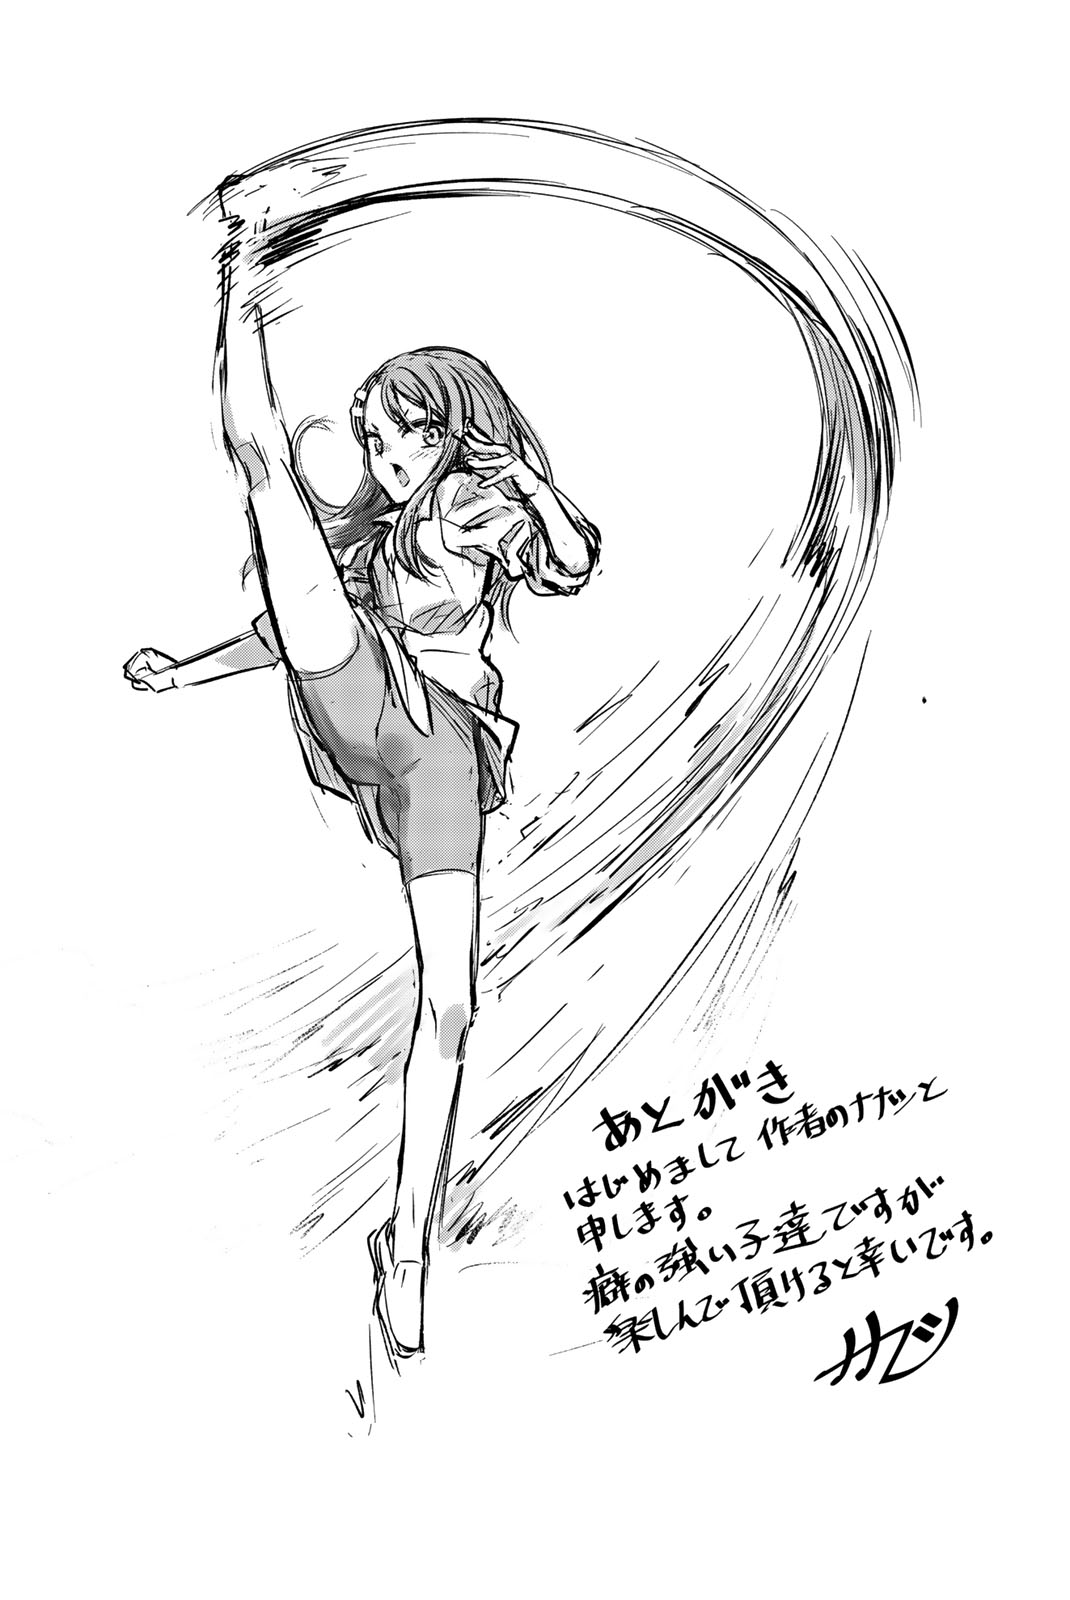 あとがき
はじめまして 作者のナナシと
申します。
癖の強い子達ですが
楽しんで頂けると幸いです。
ナナシ